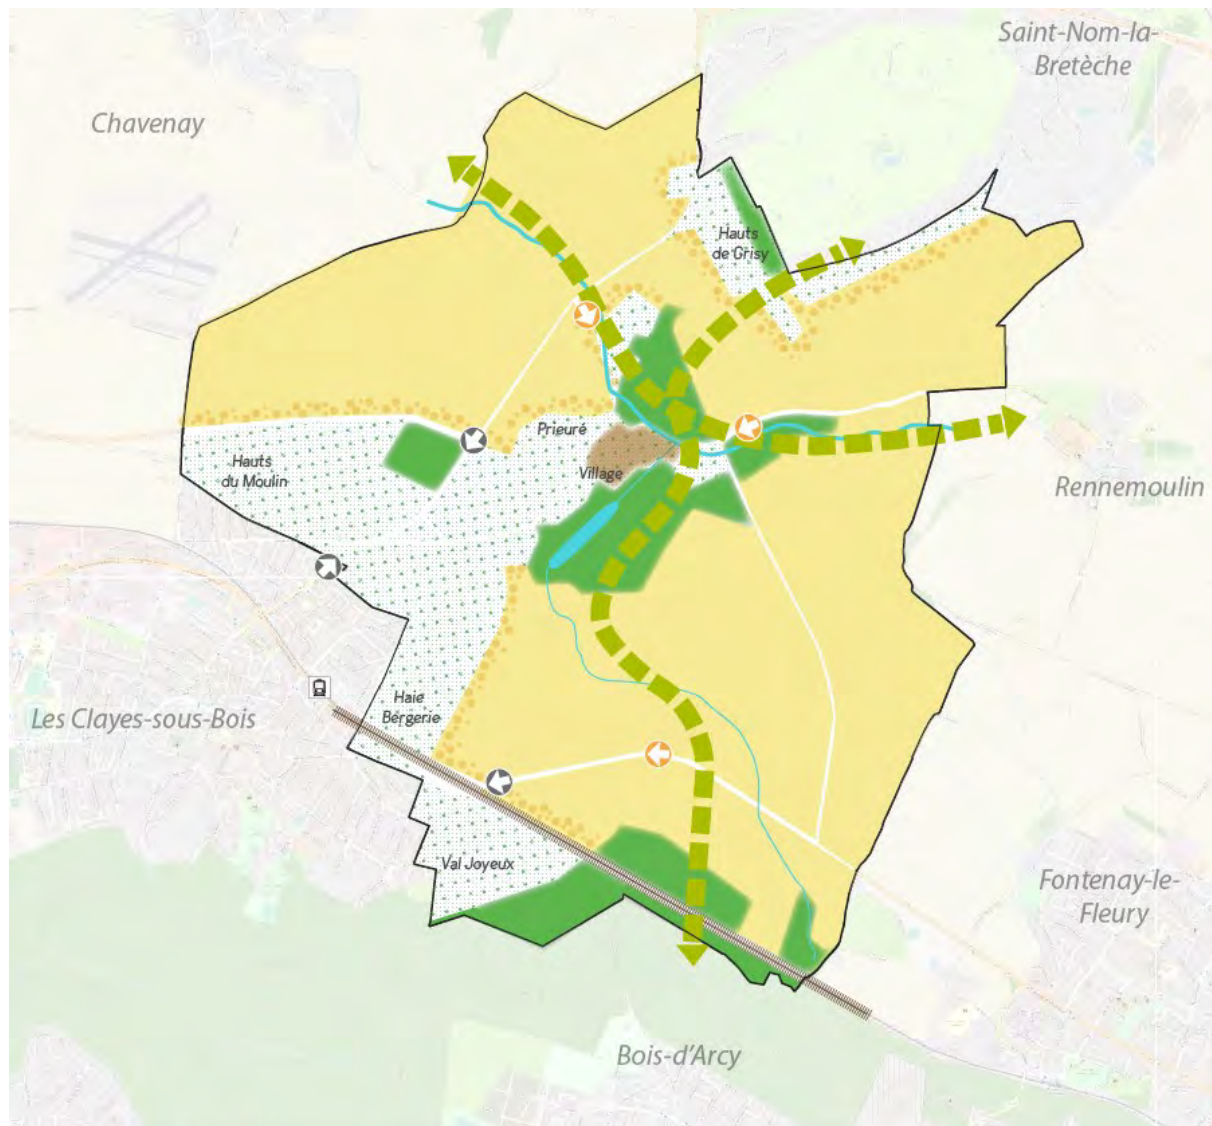 Saint-Nom-la-
Bretèche
Chavenay
Hauts
de Grisy
Prieuré
Hauts
du Moulin
Village
Rennemoulin
Haie
Bergerie
Les Clayes-sous-Bois
Val Joyeux
Fontenay-le-
Fleury
Bois-d'Arcy